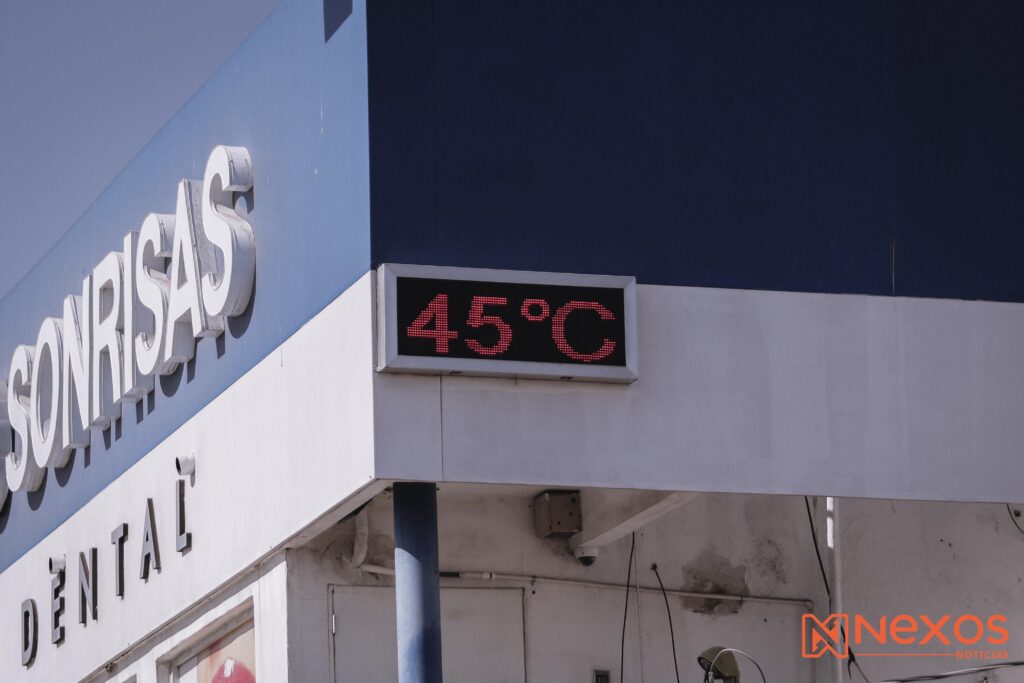 SONRISAS
DENTAL
45°C
NEXOS
NOTICIAS